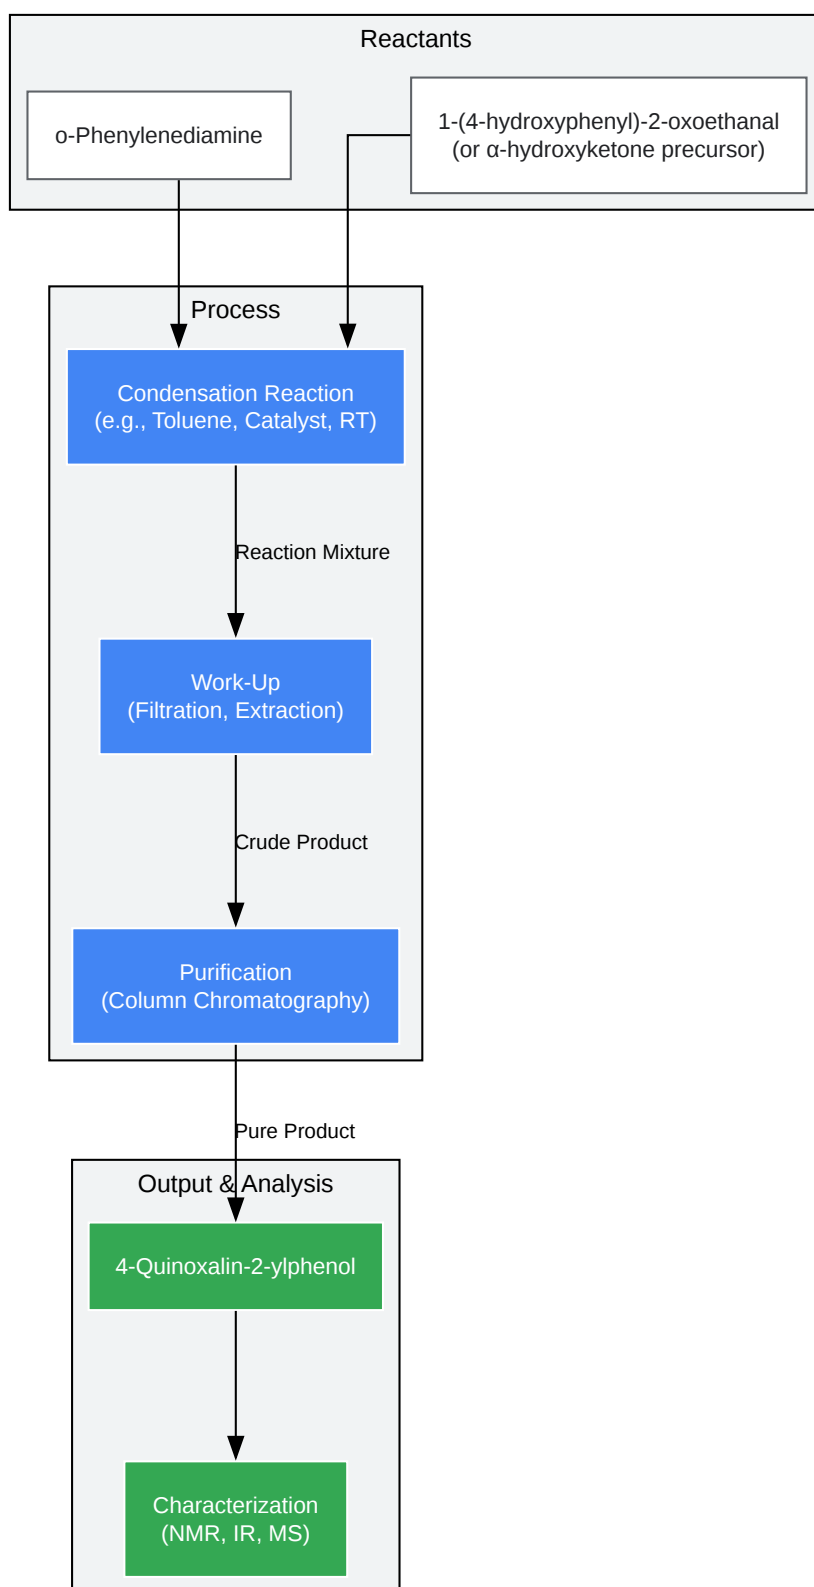 Reactants
o-Phenylenediamine
1-(4-hydroxyphenyl)-2-oxoethanal
(or α-hydroxyketone precursor)
Process
Condensation Reaction
(e.g., Toluene, Catalyst, RT)
Reaction Mixture
Work-Up
(Filtration, Extraction)
Crude Product
Purification
(Column Chromatography)
Pure Product
Output & Analysis
4-Quinoxalin-2-ylphenol
Characterization
(NMR, IR, MS)